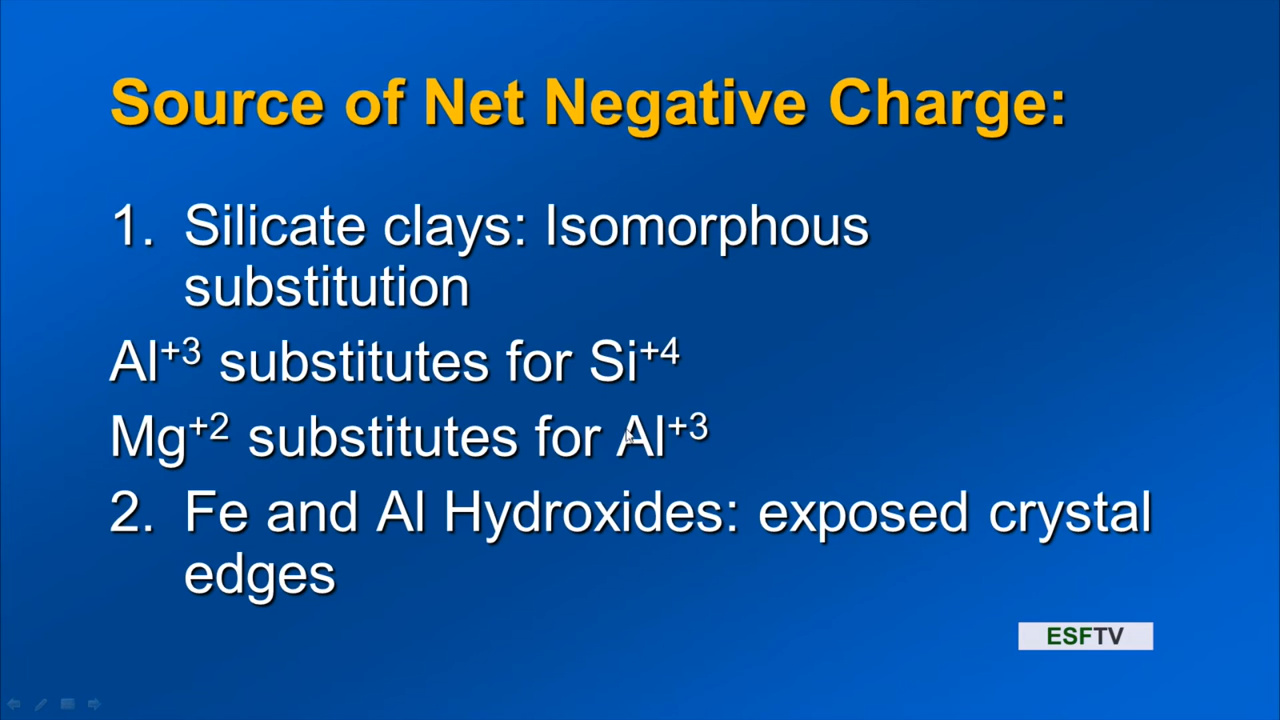 Source of Net Negative Charge:
1. Silicate clays: Isomorphous
substitution
Al⁺³ substitutes for Si⁺⁴
Mg⁺² substitutes for Al⁺³
2. Fe and Al Hydroxides: exposed crystal
edges
ESFTV